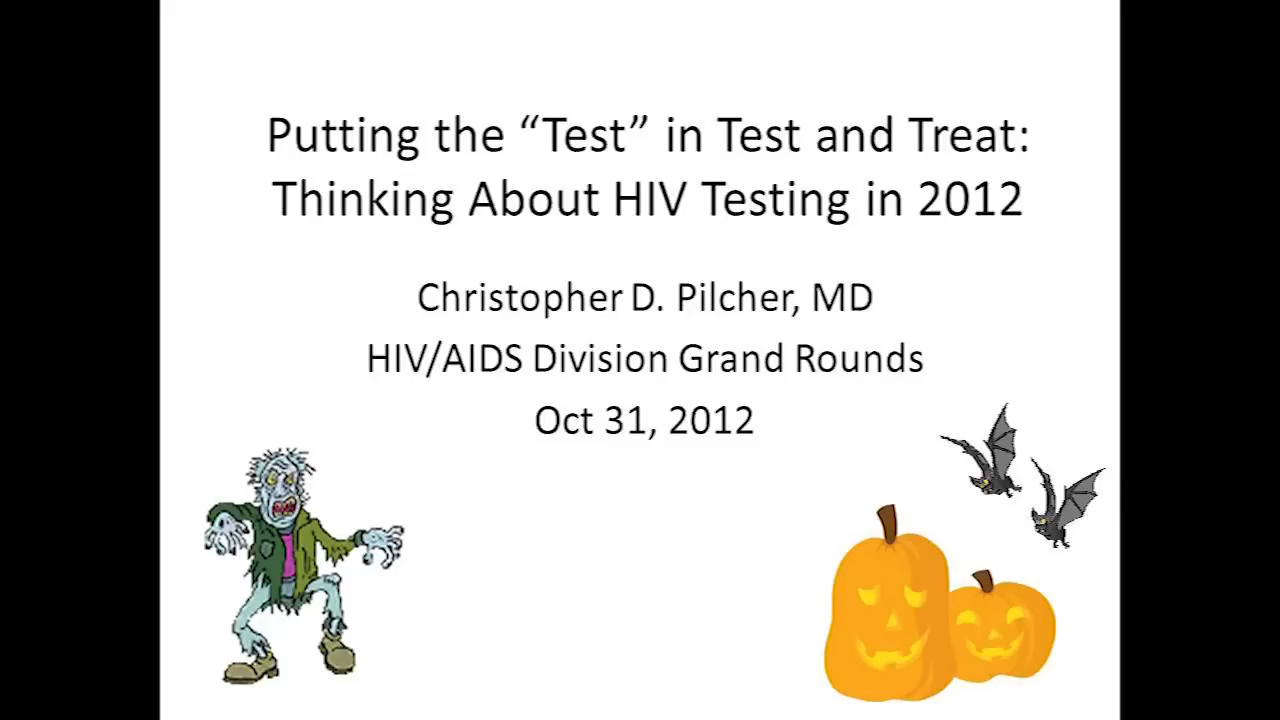 Putting the “Test” in Test and Treat:
Thinking About HIV Testing in 2012
Christopher D. Pilcher, MD
HIV/AIDS Division Grand Rounds
Oct 31, 2012